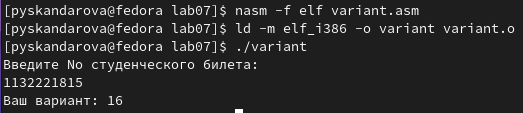 [pyskandarova@fedora lab07]$ nasm -f elf variant.asm
[pyskandarova@fedora lab07]$ ld -m elf_i386 -o variant variant.o
[pyskandarova@fedora lab07]$ ./variant
Введите No студенческого билета:
1132221815
Ваш вариант: 16